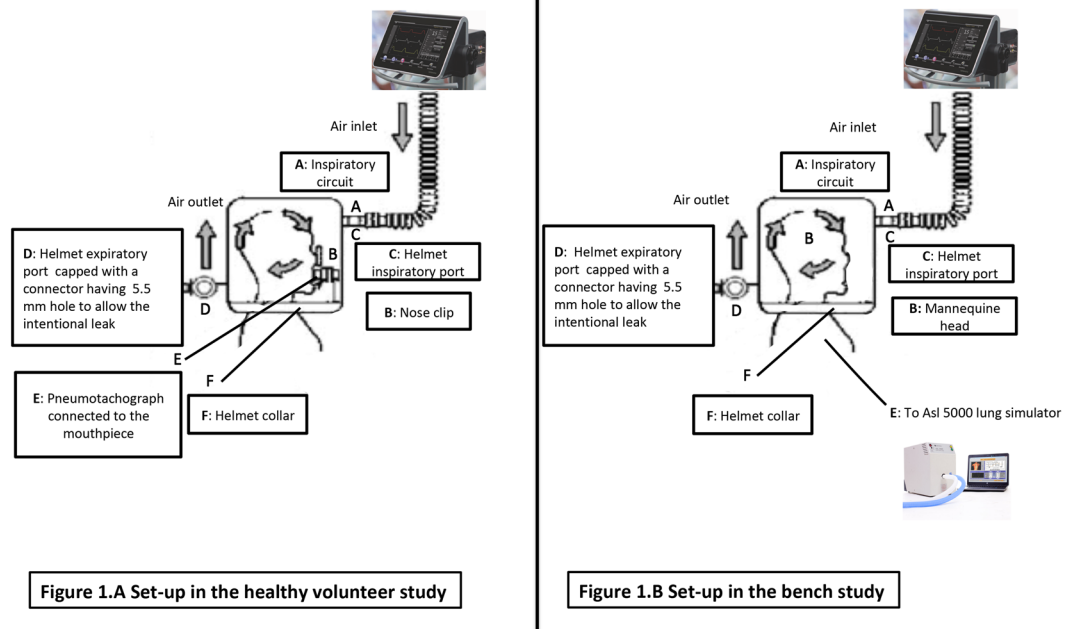 Air inlet
A: Inspiratory
circuit
Air outlet
A
C
B
D: Helmet expiratory
port capped with a
connector having 5.5
mm hole to allow the
intentional leak
C: Helmet
inspiratory port
B: Nose clip
D
E
F
E: Pneumotachograph
connected to the
mouthpiece
F: Helmet collar
Figure 1.A Set-up in the healthy volunteer study
Air inlet
A: Inspiratory
circuit
Air outlet
A
C
B
D: Helmet expiratory
port capped with a
connector having 5.5
mm hole to allow the
intentional leak
C: Helmet
inspiratory port
B: Mannequine
head
D
F
F: Helmet collar
E: To Asl 5000 lung simulator
Figure 1.B Set-up in the bench study